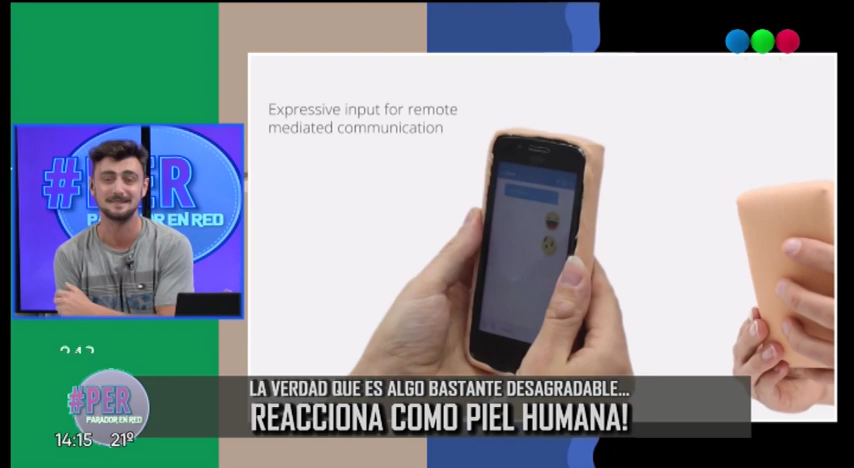 Expressive input for remote
mediated communication
#PER
PARADOR EN RED
LA VERDAD QUE ES ALGO BASTANTE DESAGRADABLE...
REACCIONA COMO PIEL HUMANA!
#PER
PARADOR EN RED
14:15 21º